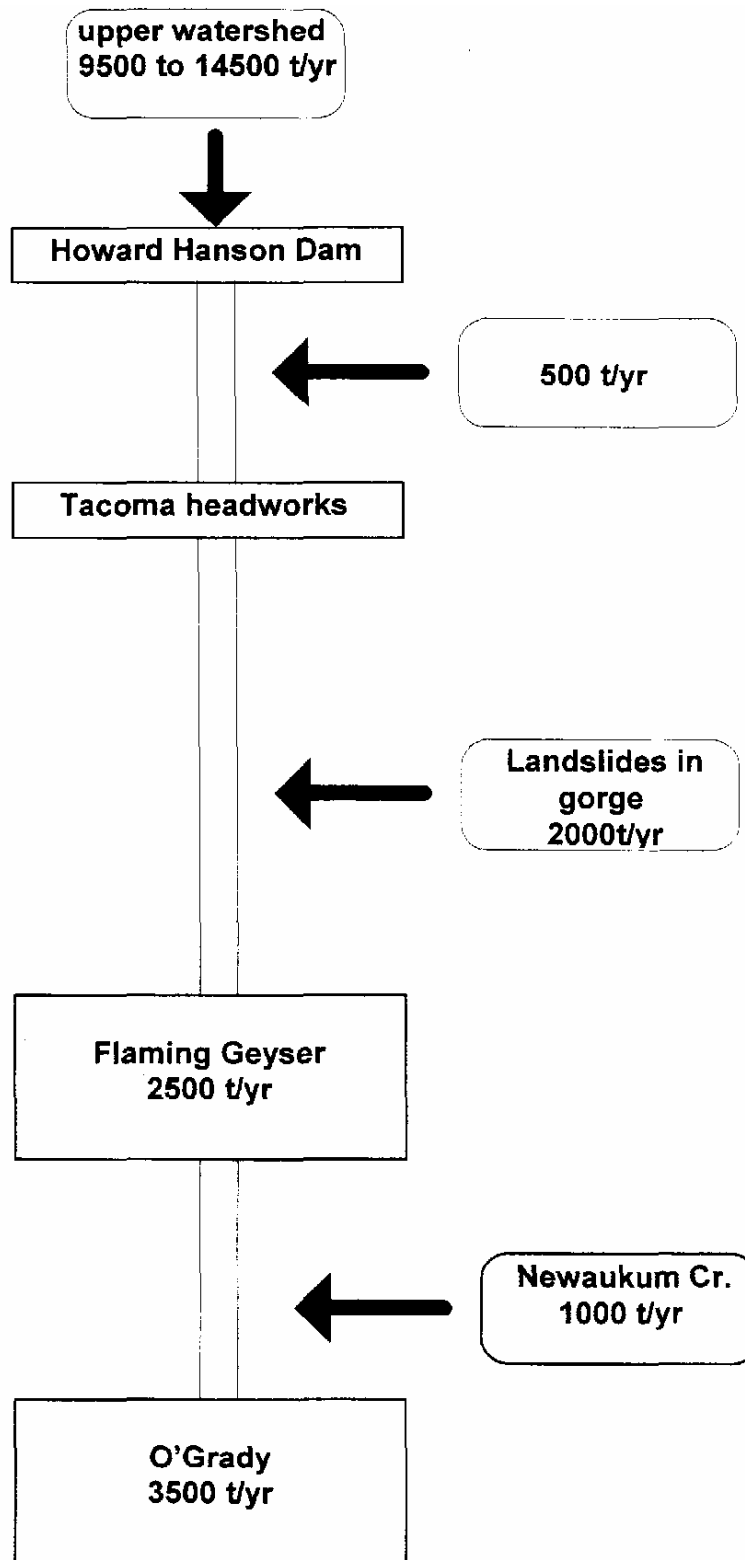 upper watershed
9500 to 14500 t/yr
Howard Hanson Dam
500 t/yr
Tacoma headworks
Landslides in
gorge
2000t/yr
Flaming Geyser
2500 t/yr
Newaukum Cr.
1000 t/yr
O'Grady
3500 t/yr